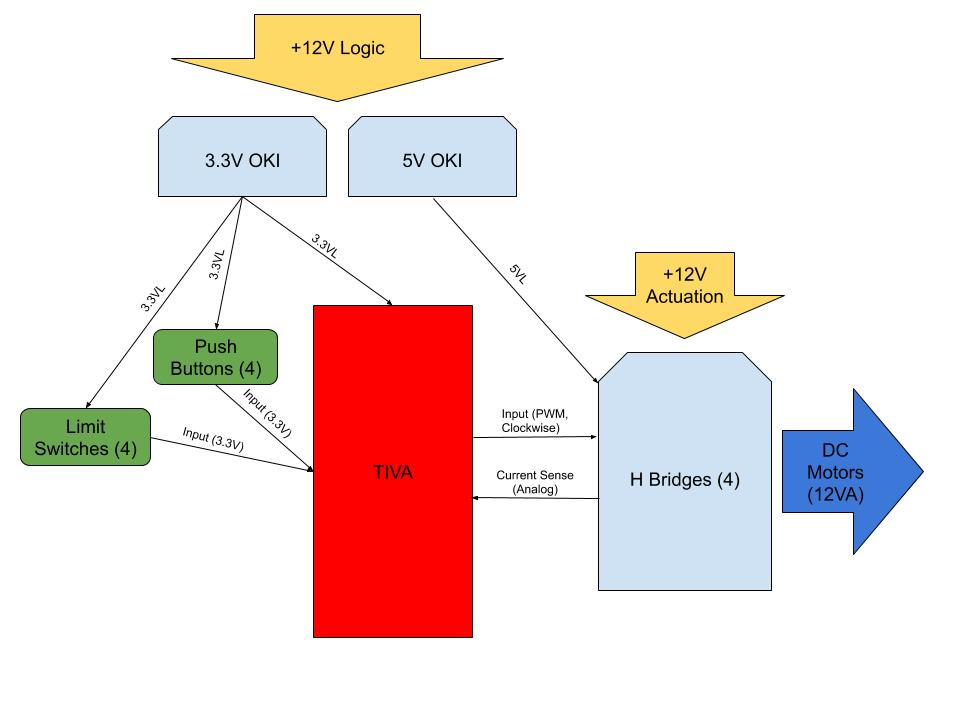 +12V Logic
3.3V OKI
5V OKI
3.3VL
3.3VL
3.3VL
5VL
+12V
Actuation
Push
Buttons (4)
Input (3.3V)
Limit
Switches (4)
Input (3.3V)
TIVA
Input (PWM,
Clockwise)
Current Sense
(Analog)
H Bridges (4)
DC
Motors
(12VA)